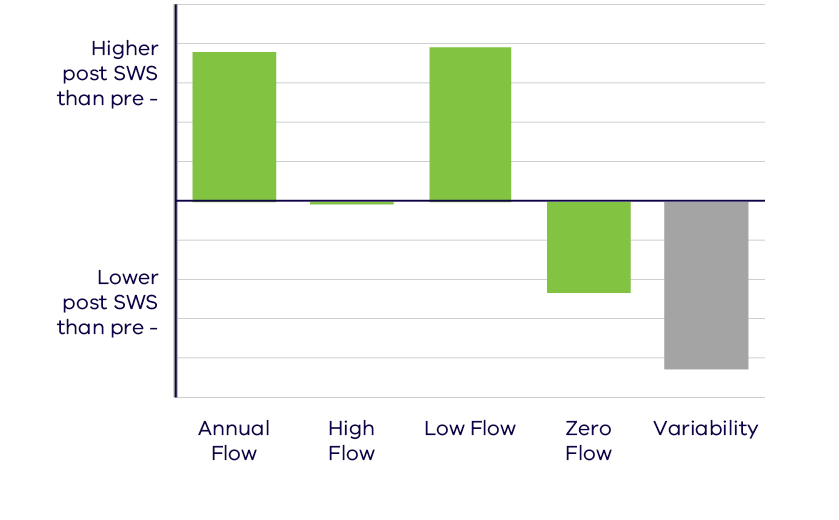 Higher
post SWS
than pre -
Lower
post SWS
than pre -
Annual
Flow
High
Flow
Low Flow
Zero
Flow
Variability